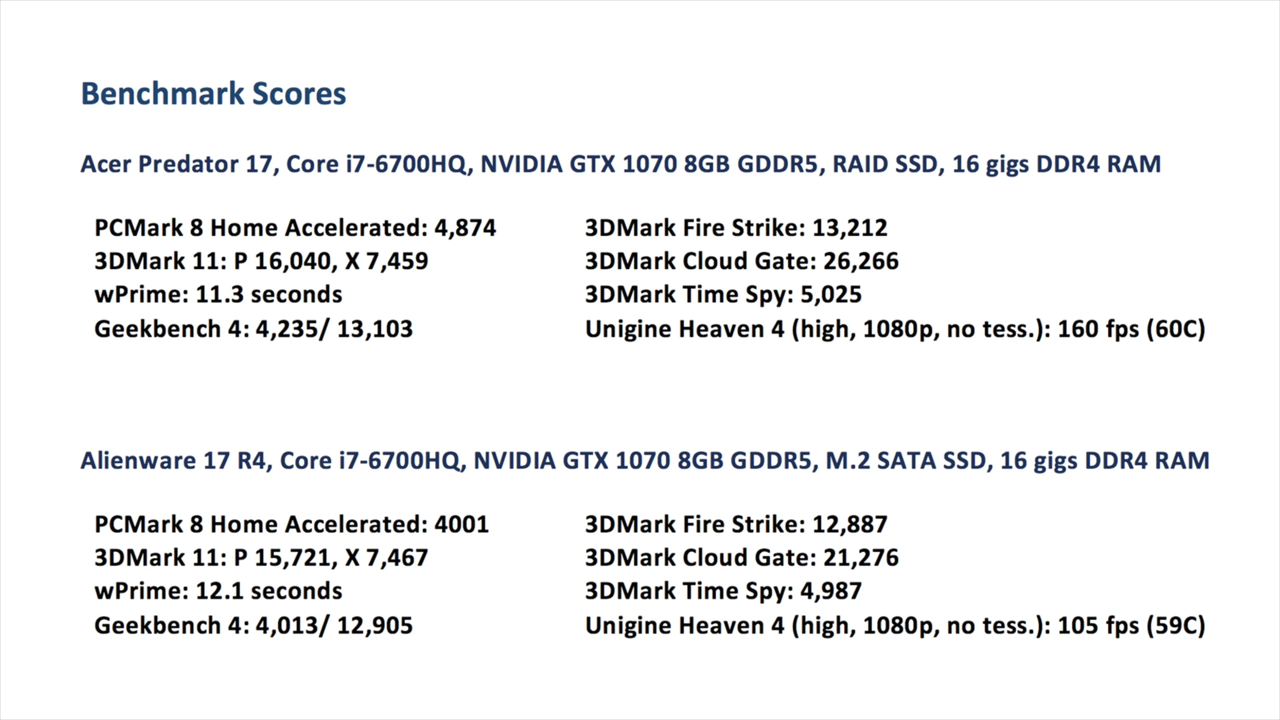 Benchmark Scores
Acer Predator 17, Core i7-6700HQ, NVIDIA GTX 1070 8GB GDDR5, RAID SSD, 16 gigs DDR4 RAM
PCMark 8 Home Accelerated: 4,874
3DMark 11: P 16,040, X 7,459
wPrime: 11.3 seconds
Geekbench 4: 4,235/ 13,103
3DMark Fire Strike: 13,212
3DMark Cloud Gate: 26,266
3DMark Time Spy: 5,025
Unigine Heaven 4 (high, 1080p, no tess.): 160 fps (60C)
Alienware 17 R4, Core i7-6700HQ, NVIDIA GTX 1070 8GB GDDR5, M.2 SATA SSD, 16 gigs DDR4 RAM
PCMark 8 Home Accelerated: 4001
3DMark 11: P 15,721, X 7,467
wPrime: 12.1 seconds
Geekbench 4: 4,013/ 12,905
3DMark Fire Strike: 12,887
3DMark Cloud Gate: 21,276
3DMark Time Spy: 4,987
Unigine Heaven 4 (high, 1080p, no tess.): 105 fps (59C)